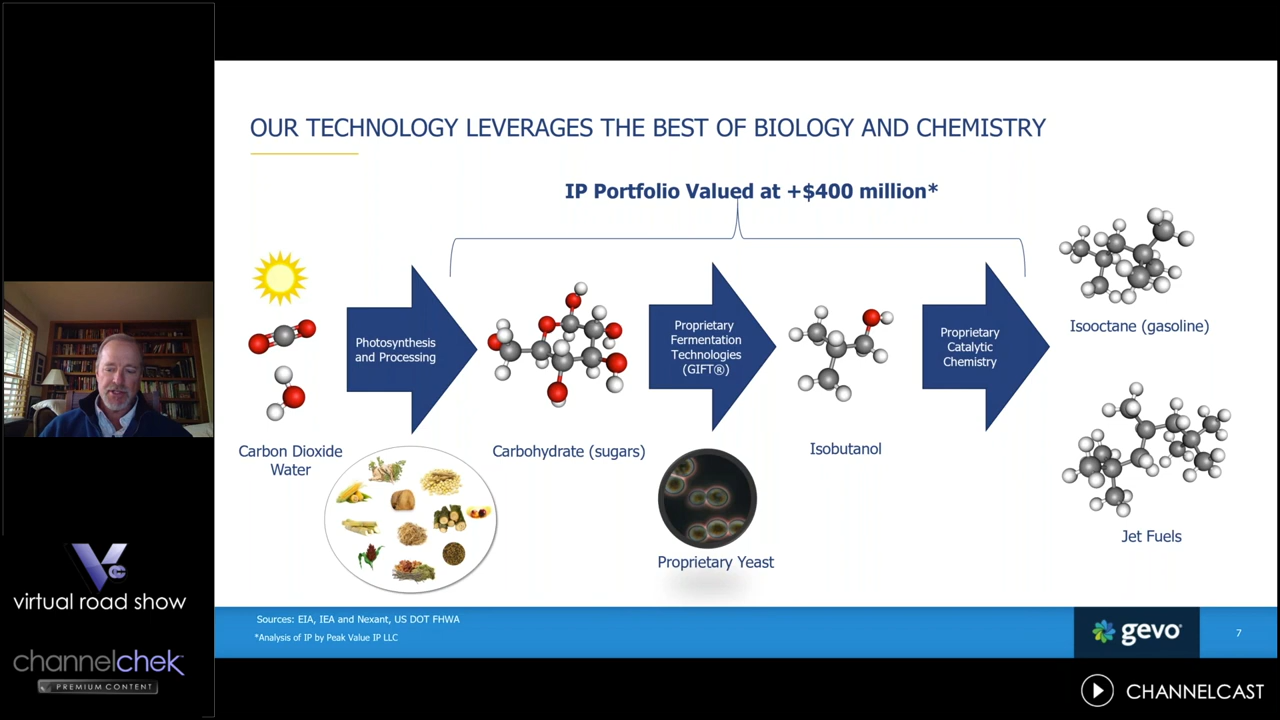 OUR TECHNOLOGY LEVERAGES THE BEST OF BIOLOGY AND CHEMISTRY
IP Portfolio Valued at +$400 million*
Photosynthesis
and Processing
Proprietary
Fermentation
Technologies
(GIFT®)
Proprietary
Catalytic
Chemistry
Isooctane (gasoline)
Carbon Dioxide
Water
Carbohydrate (sugars)
Isobutanol
Jet Fuels
Proprietary Yeast
Sources: EIA, IEA and Nexant, US DOT FHWA
*Analysis of IP by Peak Value IP LLC
gevo®
7
VC
virtual road show
channelchek
PREMIUM CONTENT
CHANNELCAST